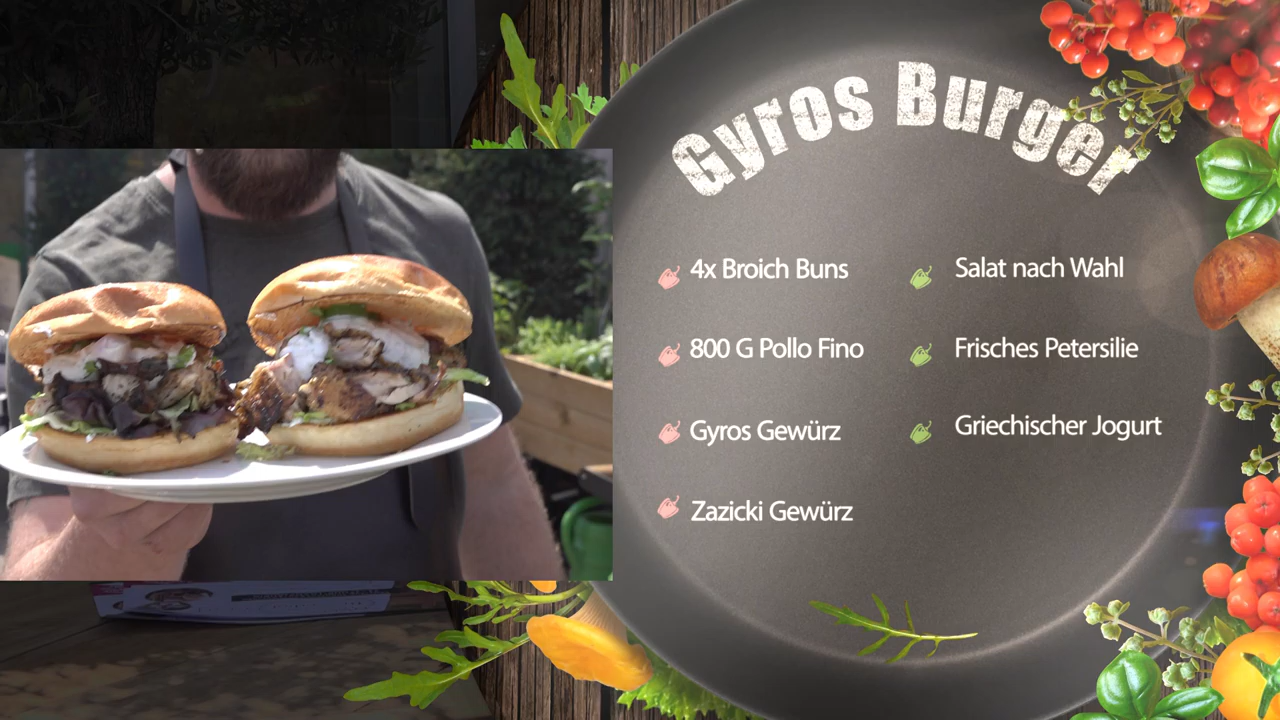 Gyros Burger
4x Broich Buns
800 G Pollo Fino
Gyros Gewürz
Zazicki Gewürz
Salat nach Wahl
Frisches Petersilie
Griechischer Jogurt